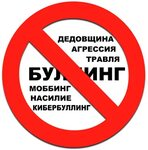 ДЕДОВЩИНА
АГРЕССИЯ
ТРАВЛЯ
БУЛЛИНГ
МОББИНГ
НАСИЛИЕ
КИБЕРБУЛЛИНГ